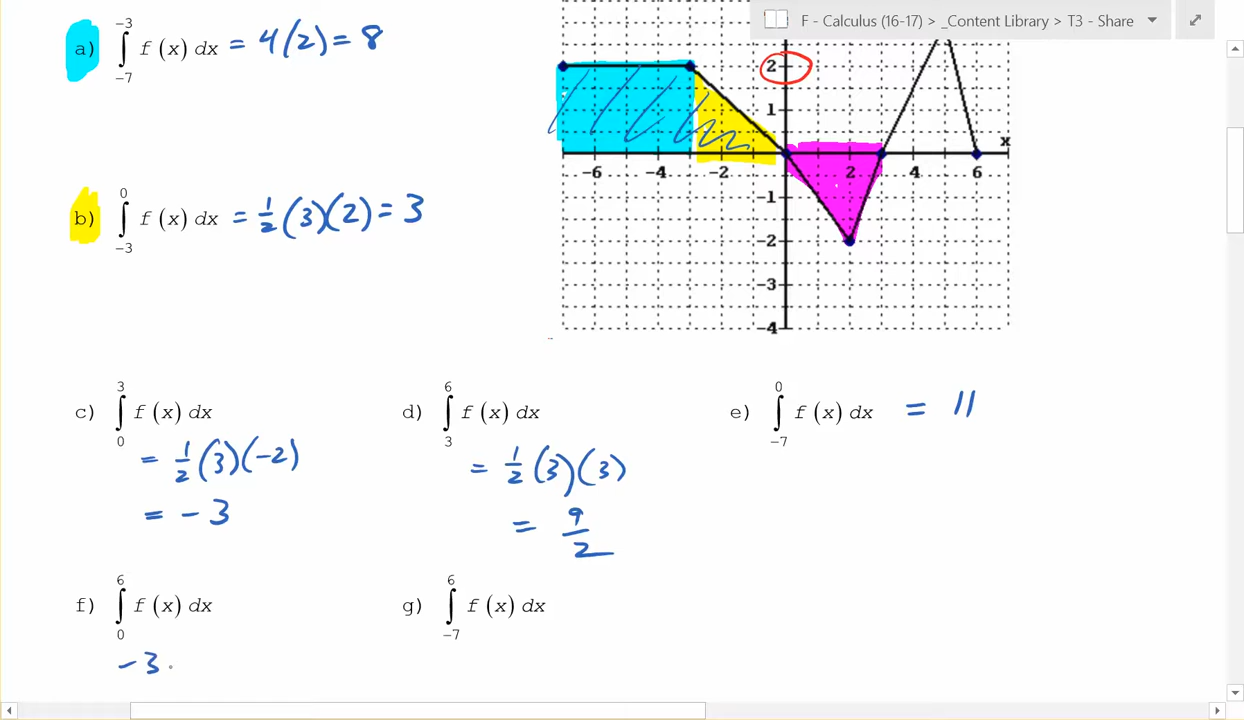 F - Calculus (16-17) > _Content Library > T3 - Share
a) ∫_{-7}^{-3} f (x) dx = 4(2) = 8
2
1
x
-6 -4 -2 2 4 6
-1
-2
-3
-4
b) ∫_{-3}^{0} f (x) dx = 1/2 (3)(2) = 3
c) ∫_{0}^{3} f (x) dx
= 1/2 (3)(-2)
= -3
d) ∫_{3}^{6} f (x) dx
= 1/2 (3)(3)
= 9/2
e) ∫_{-7}^{0} f (x) dx = 11
f) ∫_{0}^{6} f (x) dx
-3
g) ∫_{-7}^{6} f (x) dx